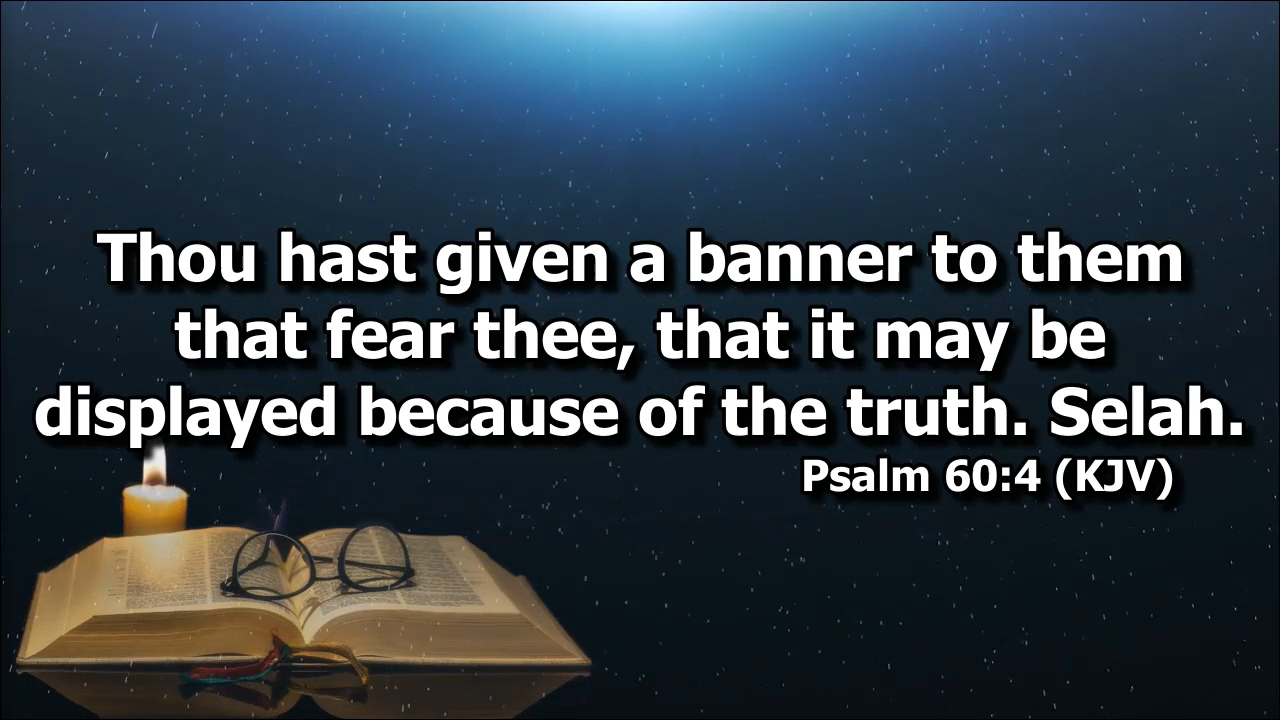 Thou hast given a banner to them
that fear thee, that it may be
displayed because of the truth. Selah.
Psalm 60:4 (KJV)